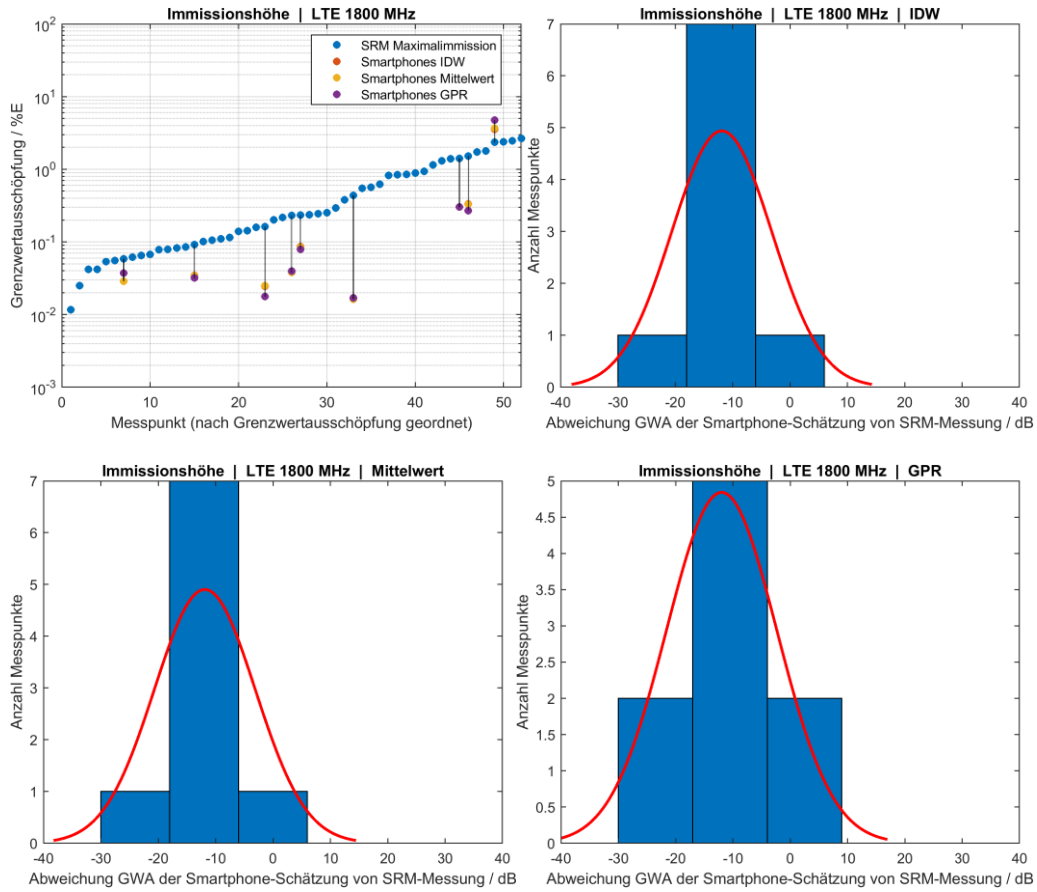 Immissionshöhe | LTE 1800 MHz
Grenzwertausschöpfung / %E
10^2
10^1
10^0
10^-1
10^-2
10^-3
SRM Maximalimmission
Smartphones IDW
Smartphones Mittelwert
Smartphones GPR
0 10 20 30 40 50
Messpunkt (nach Grenzwertausschöpfung geordnet)
Immissionshöhe | LTE 1800 MHz | IDW
Anzahl Messpunkte
7
6
5
4
3
2
1
0
-40 -30 -20 -10 0 10 20 30 40
Abweichung GWA der Smartphone-Schätzung von SRM-Messung / dB
Immissionshöhe | LTE 1800 MHz | Mittelwert
Anzahl Messpunkte
7
6
5
4
3
2
1
0
-40 -30 -20 -10 0 10 20 30 40
Abweichung GWA der Smartphone-Schätzung von SRM-Messung / dB
Immissionshöhe | LTE 1800 MHz | GPR
Anzahl Messpunkte
5
4.5
4
3.5
3
2.5
2
1.5
1
0.5
0
-40 -30 -20 -10 0 10 20 30 40
Abweichung GWA der Smartphone-Schätzung von SRM-Messung / dB